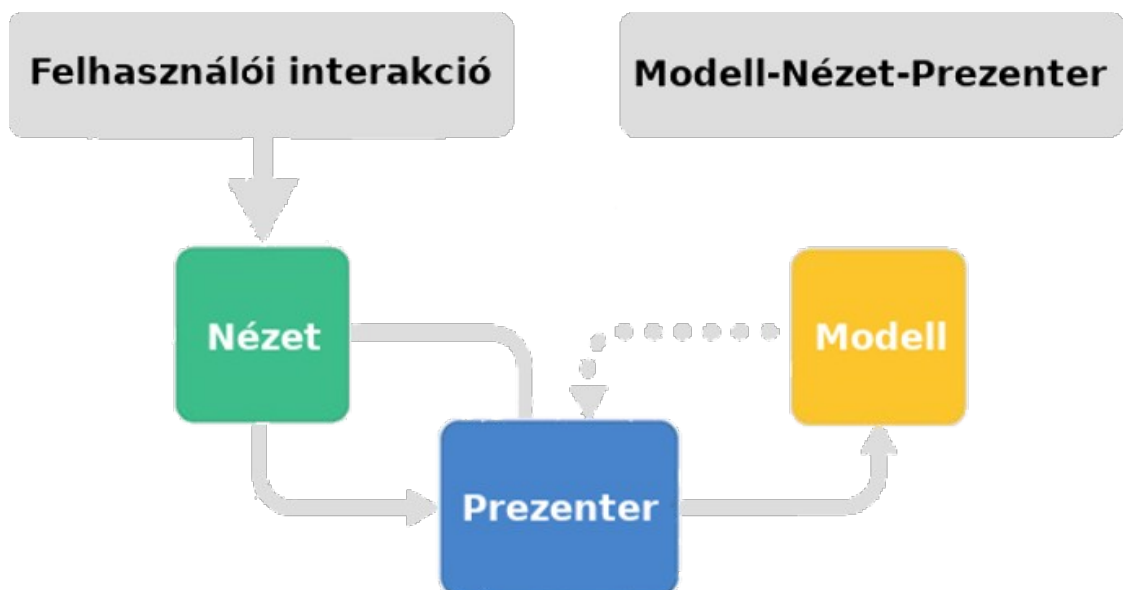 Felhasználói interakció
Modell-Nézet-Prezenter
Nézet
Modell
Prezenter